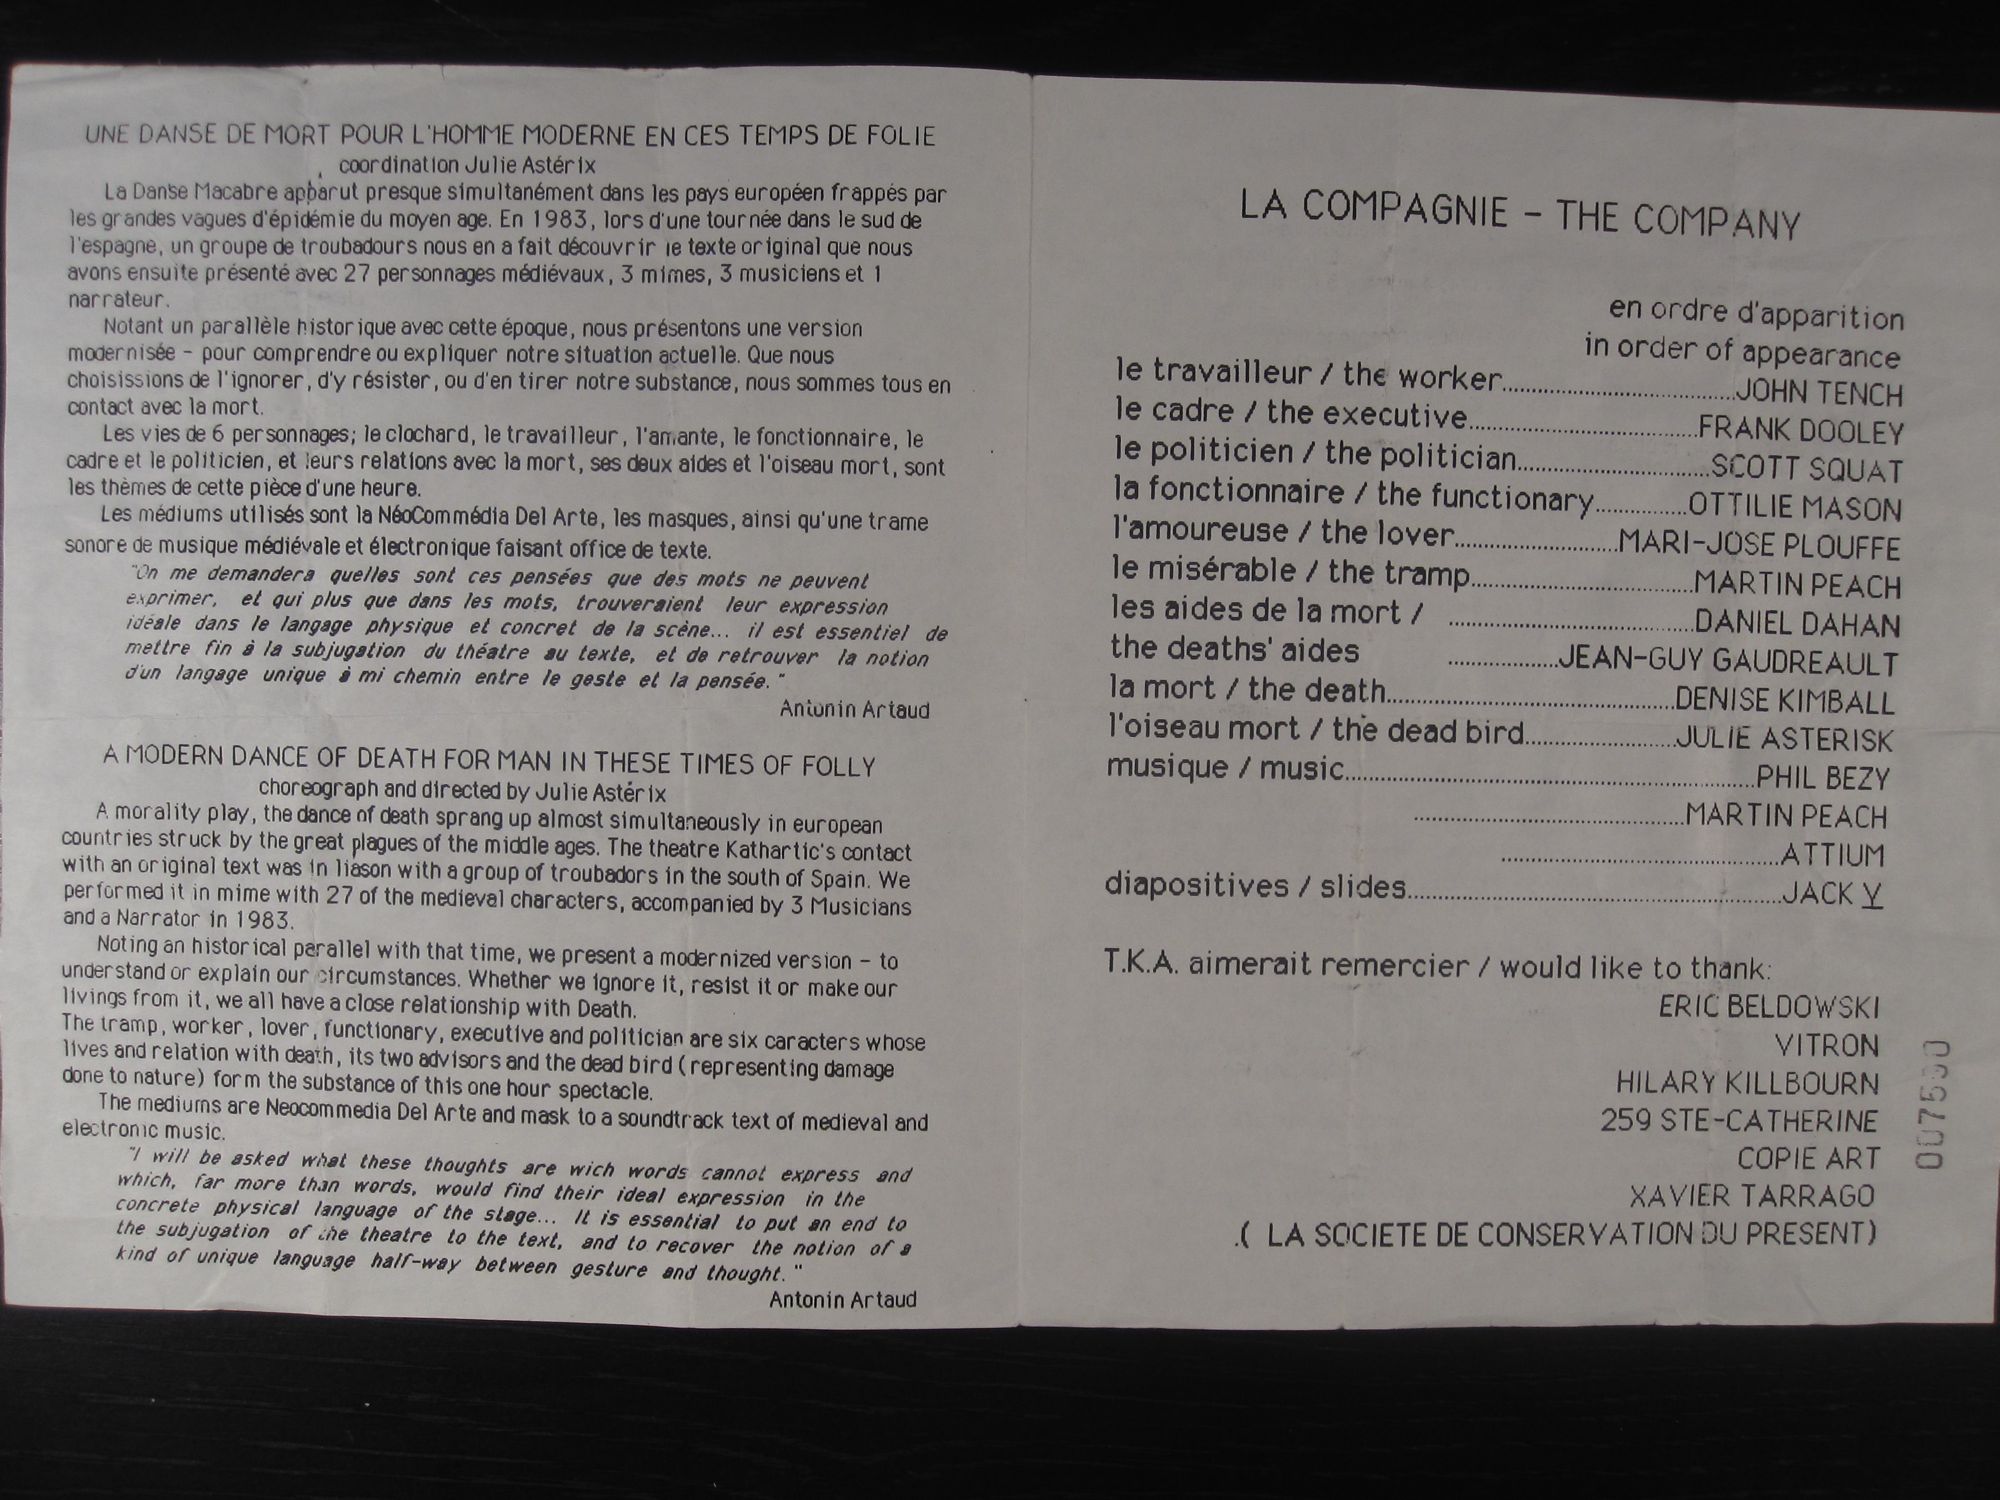 UNE DANSE DE MORT POUR L'HOMME MODERNE EN CES TEMPS DE FOLIE
coordination Julie Astérix
La Danse Macabre apparut presque simultanément dans les pays européen frappés par
les grandes vagues d'épidémie du moyen age. En 1983, lors d'une tournée dans le sud de
l'espagne, un groupe de troubadours nous en a fait découvrir le texte original que nous
avons ensuite présenté avec 27 personnages médiévaux, 3 mimes, 3 musiciens et 1
narrateur.
Notant un parallèle historique avec cette époque, nous présentons une version
modernisée - pour comprendre ou expliquer notre situation actuelle. Que nous
choisissions de l'ignorer, d'y résister, ou d'en tirer notre substance, nous sommes tous en
contact avec la mort.
Les vies de 6 personnages; le clochard, le travailleur, l'amante, le fonctionnaire, le
cadre et le politicien, et leurs relations avec la mort, ses deux aides et l'oiseau mort, sont
les thèmes de cette pièce d'une heure.
Les médiums utilisés sont la NéoCommédia Del Arte, les masques, ainsi qu'une trame
sonore de musique médiévale et électronique faisant office de texte.
"On me demandera quelles sont ces pensées que des mots ne peuvent
exprimer, et qui plus que dans les mots, trouveraient leur expression
idéale dans le langage physique et concret de la scène... il est essentiel de
mettre fin à la subjugation du théatre au texte, et de retrouver la notion
d'un langage unique à mi chemin entre le geste et la pensée."
Antonin Artaud
A MODERN DANCE OF DEATH FOR MAN IN THESE TIMES OF FOLLY
choreograph and directed by Julie Astérix
A morality play, the dance of death sprang up almost simultaneously in european
countries struck by the great plagues of the middle ages. The theatre Kathartic's contact
with an original text was in liason with a group of troubadors in the south of Spain. We
performed it in mime with 27 of the medieval characters, accompanied by 3 Musicians
and a Narrator in 1983.
Noting an historical parallel with that time, we present a modernized version - to
understand or explain our circumstances. Whether we ignore it, resist it or make our
livings from it, we all have a close relationship with Death.
The tramp, worker, lover, functionary, executive and politician are six caracters whose
lives and relation with death, its two advisors and the dead bird (representing damage
done to nature) form the substance of this one hour spectacle.
The mediums are Neocommedia Del Arte and mask to a soundtrack text of medieval and
electronic music.
"I will be asked what these thoughts are wich words cannot express and
which, far more than words, would find their ideal expression in the
concrete physical language of the stage... It is essential to put an end to
the subjugation of the theatre to the text, and to recover the notion of a
kind of unique language half-way between gesture and thought."
Antonin Artaud
LA COMPAGNIE - THE COMPANY
en ordre d'apparition
in order of appearance
le travailleur / the worker..............................JOHN TENCH
le cadre / the executive..............................FRANK DOOLEY
le politicien / the politician.........................SCOTT SQUAT
la fonctionnaire / the functionary............OTTILIE MASON
l'amoureuse / the lover.....................MARI-JOSE PLOUFFE
le misérable / the tramp.............................MARTIN PEACH
les aides de la mort / ................................DANIEL DAHAN
the deaths' aides ..............JEAN-GUY GAUDREAULT
la mort / the death.....................................DENISE KIMBALL
l'oiseau mort / the dead bird....................JULIE ASTERISK
musique / music......................................................PHIL BEZY
...................................MARTIN PEACH
....................................ATTIUM
diapositives / slides.................................................JACK Y
T.K.A. aimerait remercier / would like to thank:
ERIC BELDOWSKI
VITRON
HILARY KILLBOURN
259 STE-CATHERINE
COPIE ART
XAVIER TARRAGO
.( LA SOCIETE DE CONSERVATION DU PRESENT)